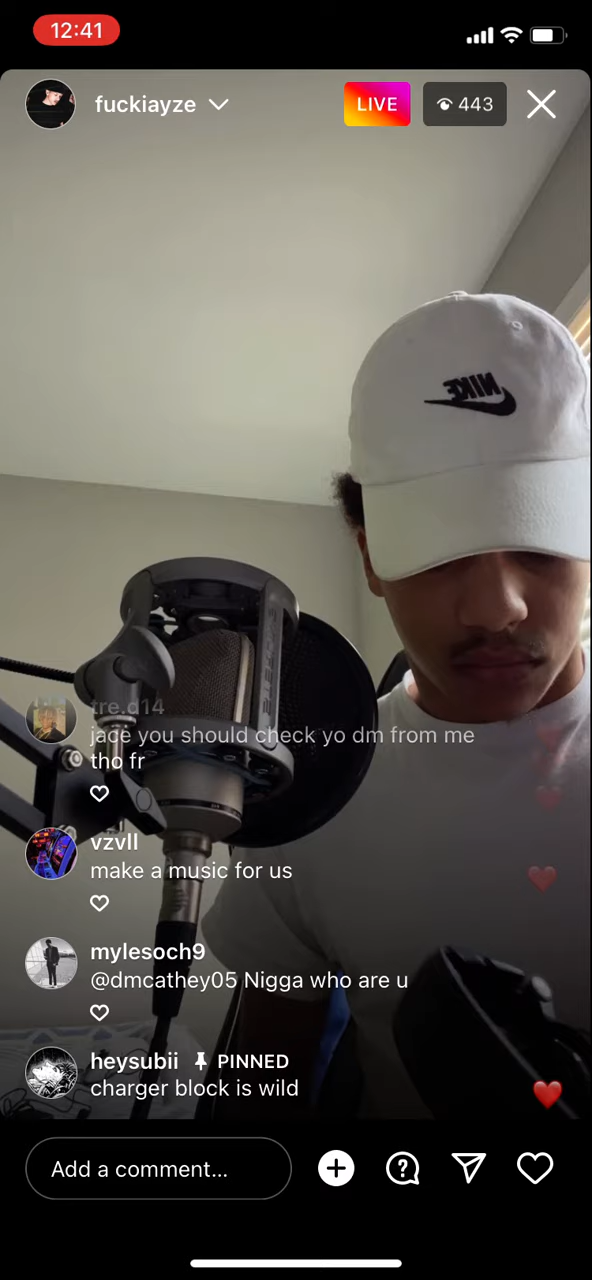 12:41
fuckiayze
LIVE
443
NIKE
tre.d14
jace you should check yo dm from me
tho fr
vzvll
make a music for us
mylesoch9
@dmcathey05 Nigga who are u
heysubii PINNED
charger block is wild
Add a comment...